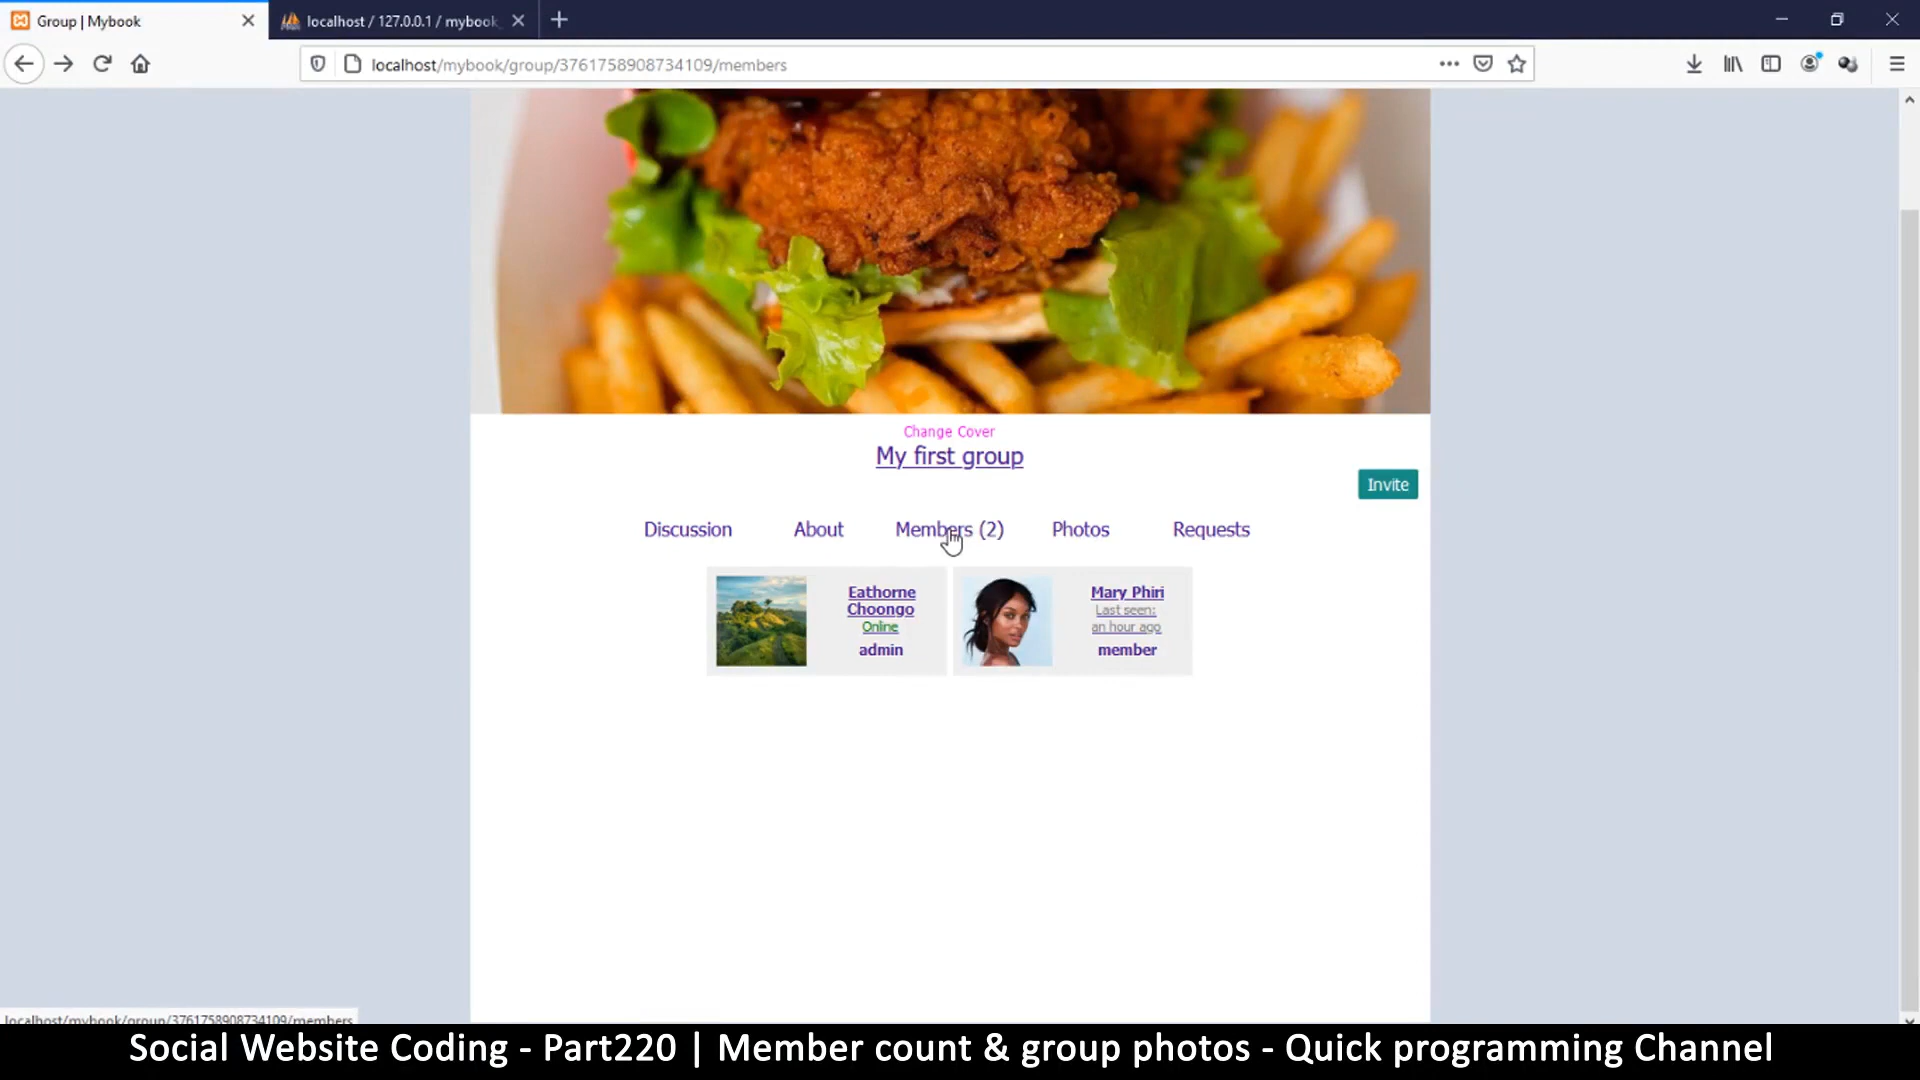 Group | Mybook
localhost / 127.0.0.1 / mybook
localhost/mybook/group/3761758908734109/members
Change Cover
My first group
Invite
Discussion About Members (2) Photos Requests
Eathorne
Choongo
Online
admin
Mary Phiri
Last seen:
an hour ago
member
localhost/mybook/group/3761758908734109/members
Social Website Coding - Part220 | Member count & group photos - Quick programming Channel